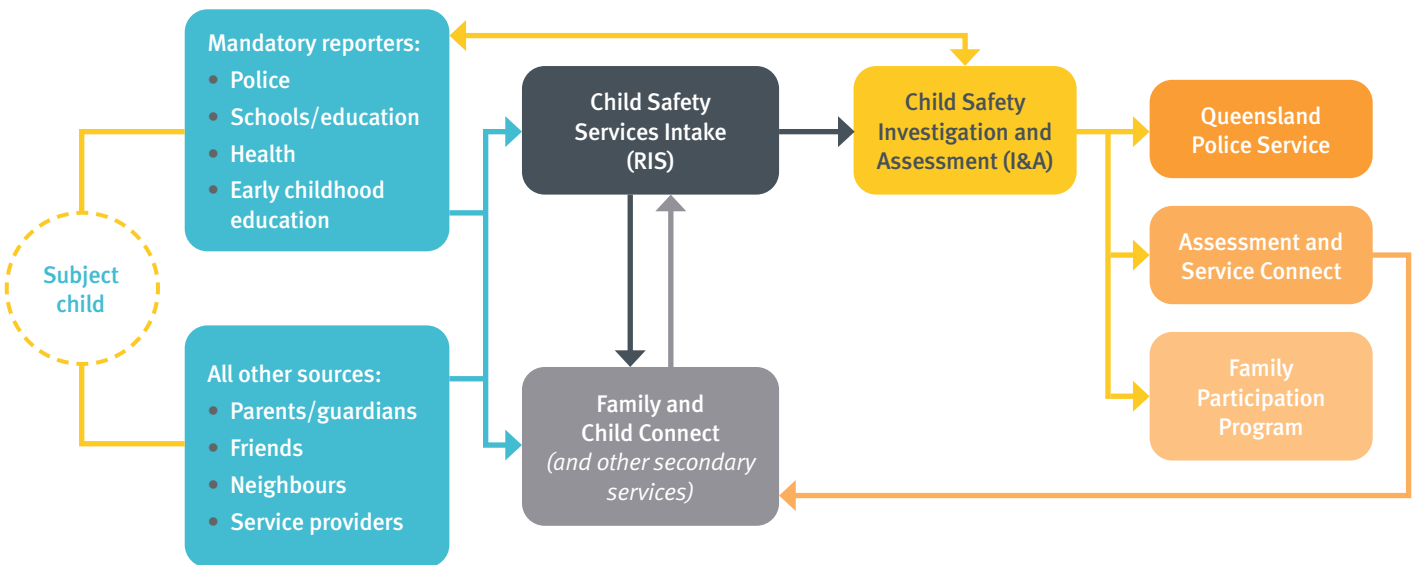 Subject
child
Mandatory reporters:
• Police
• Schools/education
• Health
• Early childhood
education
All other sources:
• Parents/guardians
• Friends
• Neighbours
• Service providers
Child Safety
Services Intake
(RIS)
Family and
Child Connect
(and other secondary
services)
Child Safety
Investigation and
Assessment (I&A)
Queensland
Police Service
Assessment and
Service Connect
Family
Participation
Program